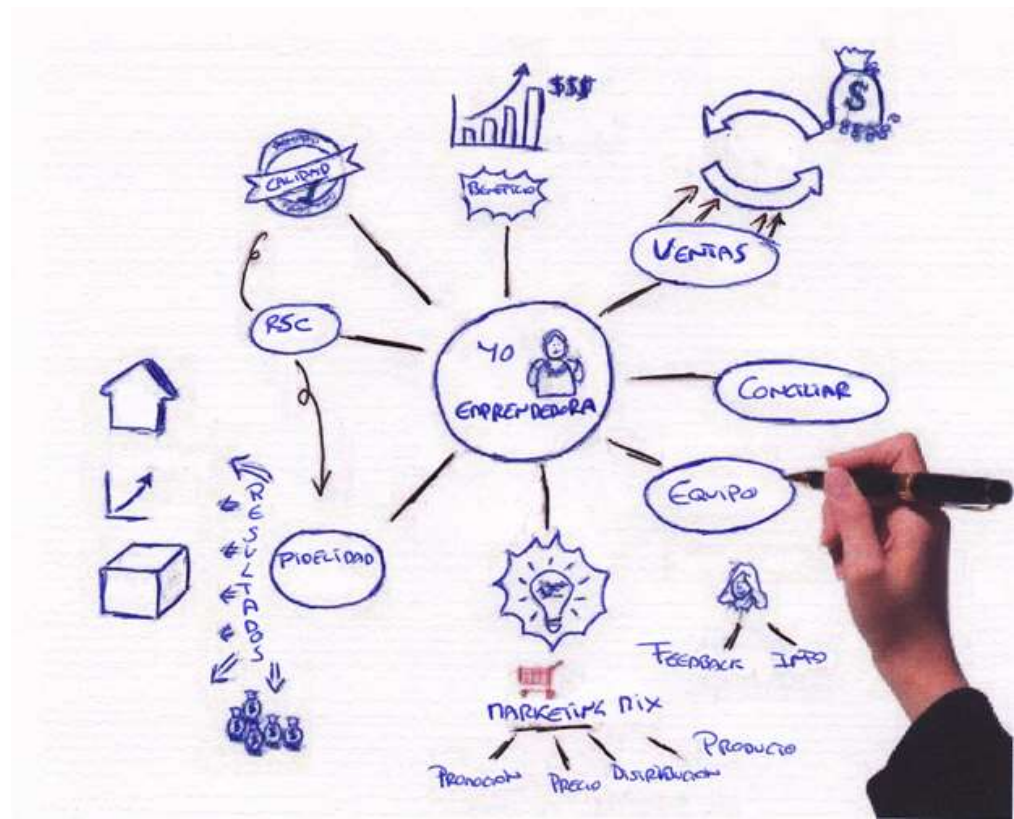 $$$
$
CALIDAD
BENEFICIO
VENTAS
RSC
YO
EMPRENDEDORA
CONCILIAR
EQUIPO
FIDELIDAD
RESULTADOS
FEEDBACK INFO
MARKETING MIX
PRODUCTO
PROMOCION PRECIO DISTRIBUCION
$ $ $ $ $